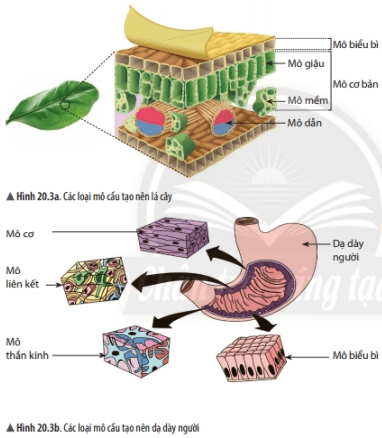 Mô biểu bì
Mô giậu
Mô cơ bản
Mô mềm
Mô dẫn
▲ Hình 20.3a. Các loại mô cấu tạo nên lá cây
Mô cơ
Dạ dày
người
Mô
liên kết
Mô
thần kinh
Mô biểu bì
▲ Hình 20.3b. Các loại mô cấu tạo nên dạ dày người